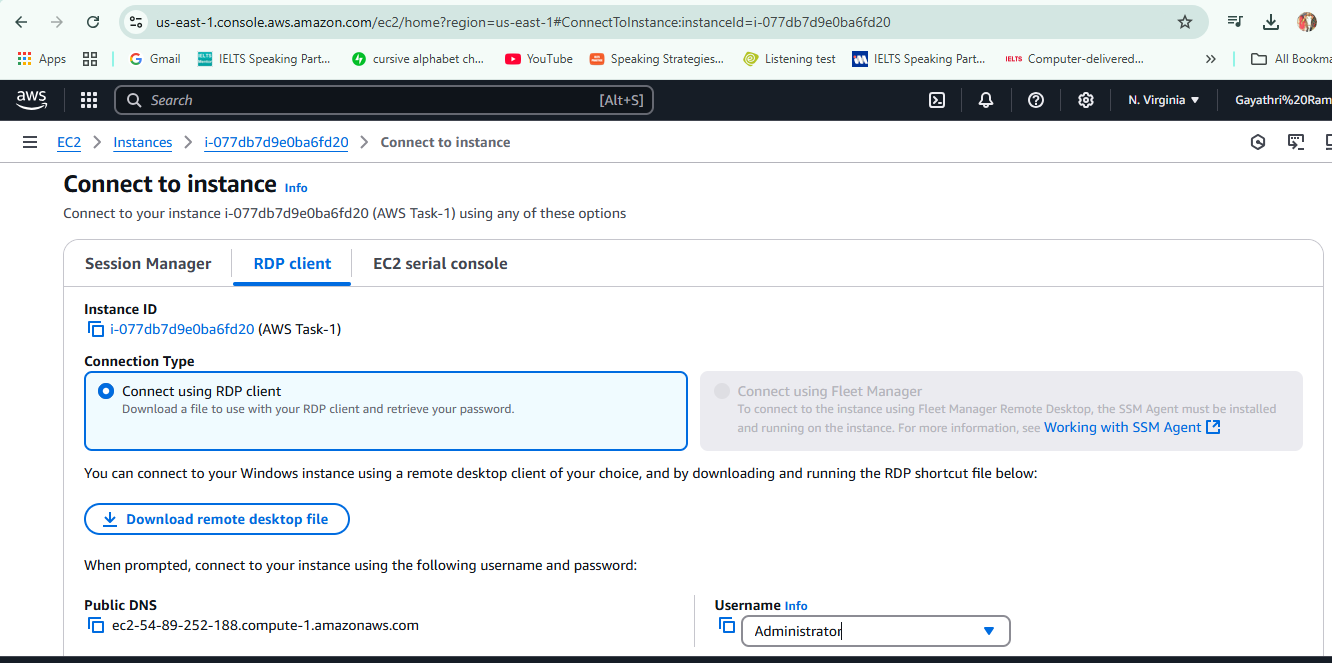 us-east-1.console.aws.amazon.com/ec2/home?region=us-east-1#ConnectToInstance:instanceId=i-077db7d9e0ba6fd20
Apps Gmail IELTS Speaking Part... cursive alphabet ch... YouTube Speaking Strategies... Listening test IELTS Speaking Part... IELTS Computer-delivered... All Bookma
aws Search [Alt+S] N. Virginia Gayathri%20Ram
EC2 Instances i-077db7d9e0ba6fd20 Connect to instance
Connect to instance Info
Connect to your instance i-077db7d9e0ba6fd20 (AWS Task-1) using any of these options
Session Manager RDP client EC2 serial console
Instance ID
i-077db7d9e0ba6fd20 (AWS Task-1)
Connection Type
Connect using RDP client
Download a file to use with your RDP client and retrieve your password.
Connect using Fleet Manager
To connect to the instance using Fleet Manager Remote Desktop, the SSM Agent must be installed
and running on the instance. For more information, see Working with SSM Agent
You can connect to your Windows instance using a remote desktop client of your choice, and by downloading and running the RDP shortcut file below:
Download remote desktop file
When prompted, connect to your instance using the following username and password:
Public DNS
ec2-54-89-252-188.compute-1.amazonaws.com
Username Info
Administrator